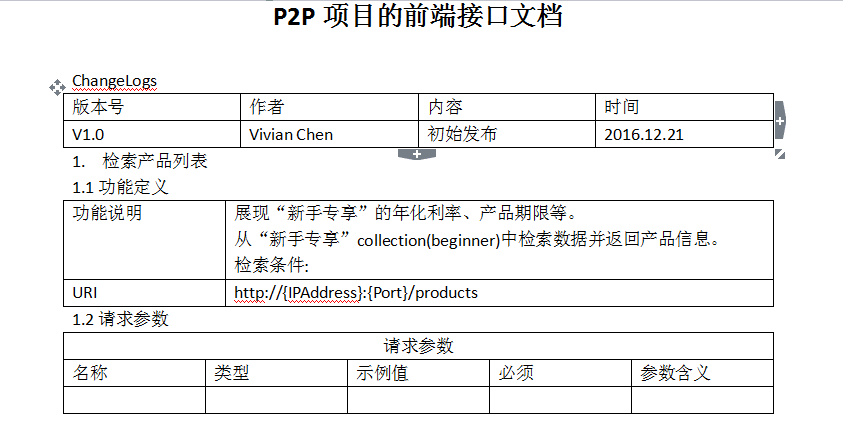 P2P 项目的前端接口文档
ChangeLogs
版本号 作者 内容 时间
V1.0 Vivian Chen 初始发布 2016.12.21
1. 检索产品列表
1.1 功能定义
功能说明 展现“新手专享”的年化利率、产品期限等。
从“新手专享”collection(beginner)中检索数据并返回产品信息。
检索条件:
URI http://{IPAddress}:{Port}/products
1.2 请求参数
请求参数
名称 类型 示例值 必须 参数含义